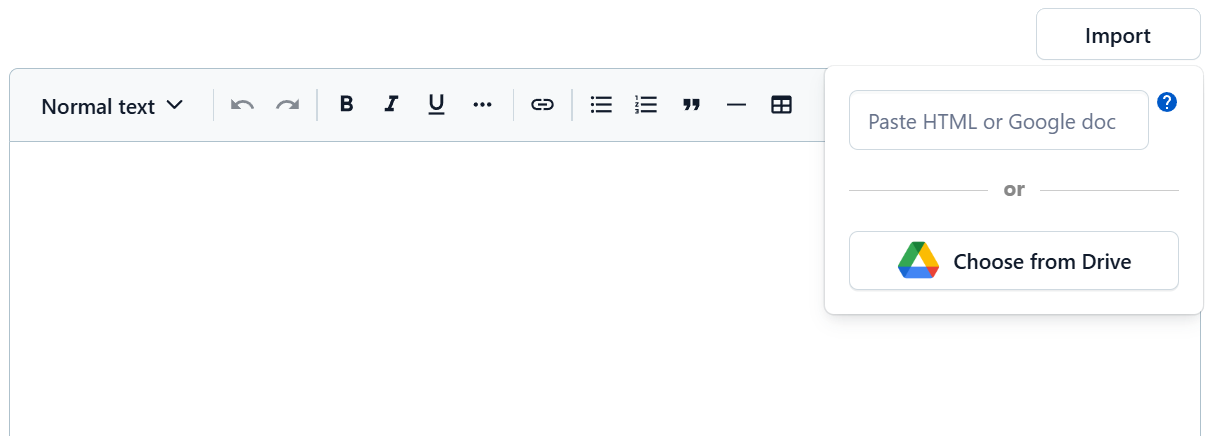 Import
Normal text
B I U
Paste HTML or Google doc
?
or
Choose from Drive